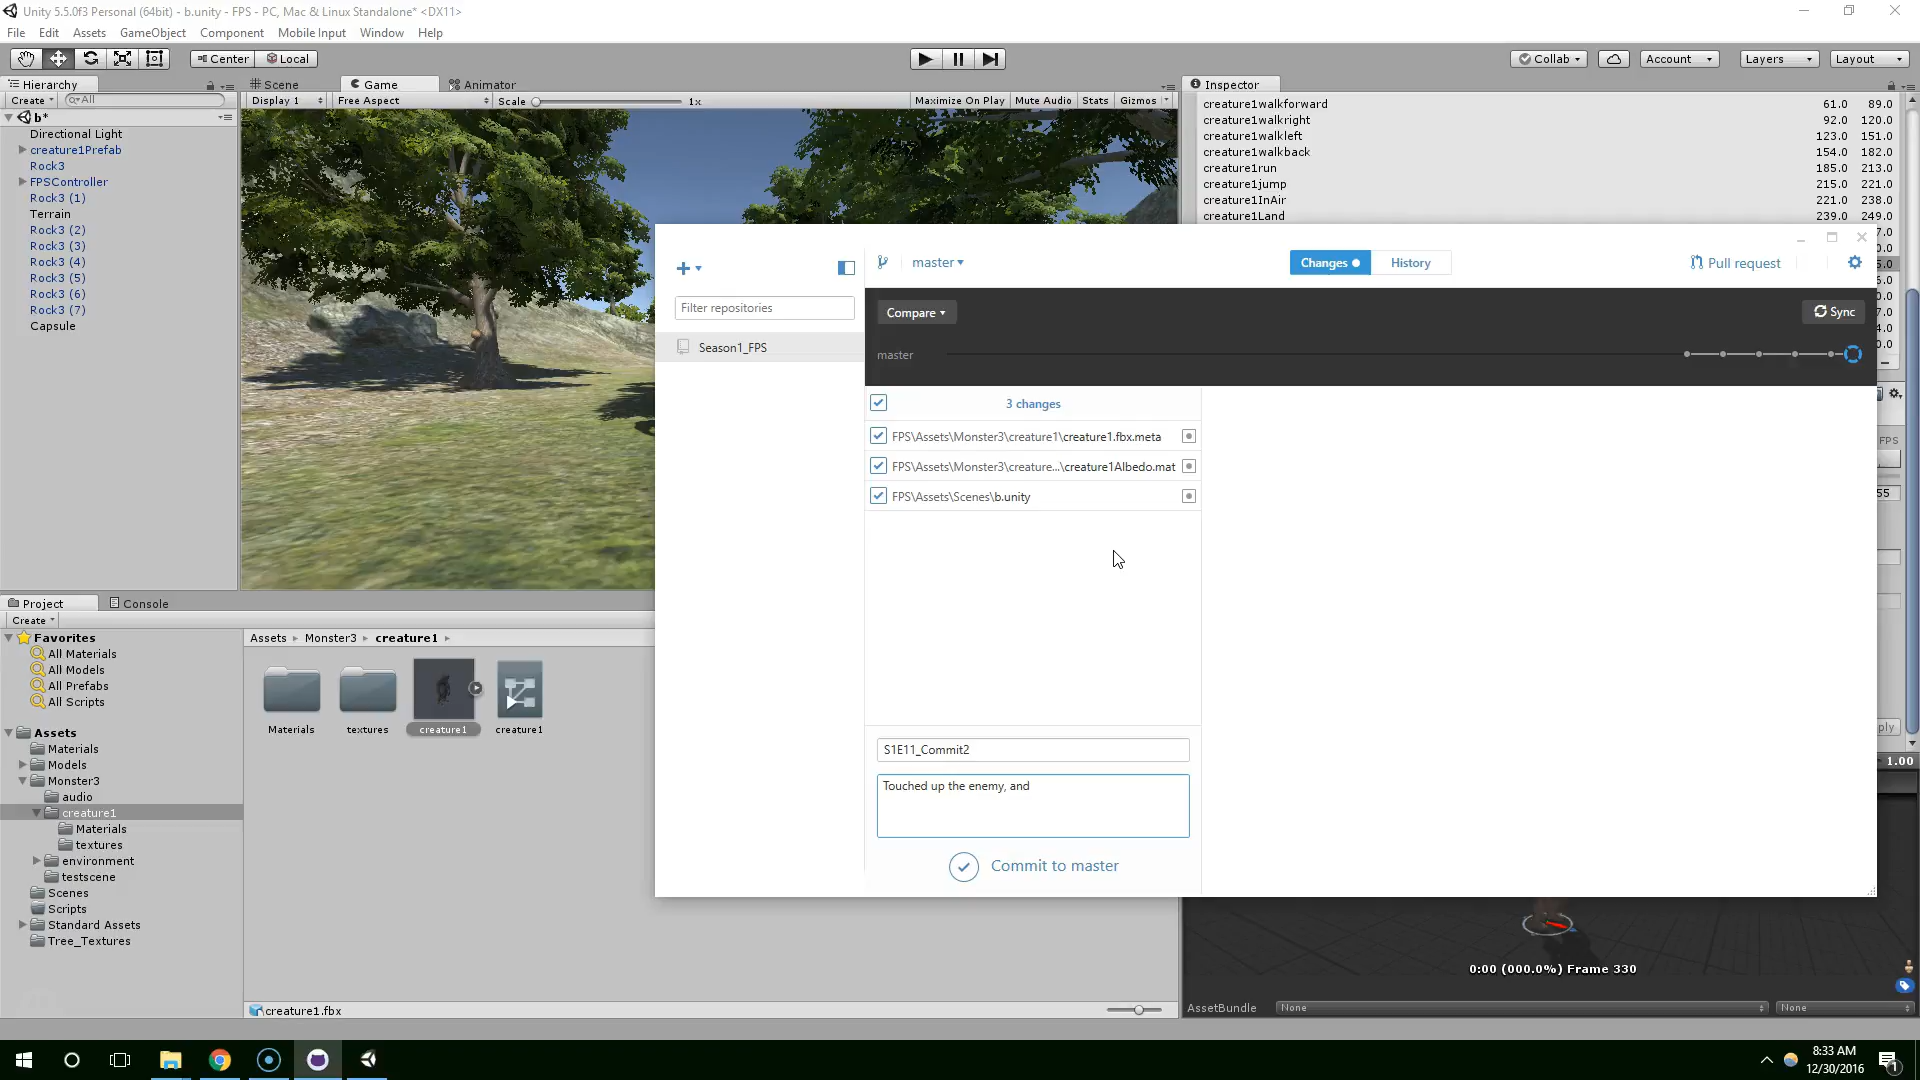 Unity 5.5.0f3 Personal (64bit) - b.unity - FPS - PC, Mac & Linux Standalone* <DX11>
File Edit Assets GameObject Component Mobile Input Window Help
Center Local
Collab Account Layers Layout
Hierarchy
Create All
b*
Directional Light
creature1Prefab
Rock3
FPSController
Rock3 (1)
Terrain
Rock3 (2)
Rock3 (3)
Rock3 (4)
Rock3 (5)
Rock3 (6)
Rock3 (7)
Capsule
Scene Game Animator
Display 1 Free Aspect Scale 1x Maximize On Play Mute Audio Stats Gizmos
Inspector
creature1walkforward 61.0 89.0
creature1walkright 92.0 120.0
creature1walkleft 123.0 151.0
creature1walkback 154.0 182.0
creature1run 185.0 213.0
creature1jump 215.0 221.0
creature1InAir 221.0 238.0
creature1Land 239.0 249.0
master Changes History Pull request
Filter repositories
Season1_FPS
Compare Sync
master
3 changes
FPS\Assets\Monster3\creature1\creature1.fbx.meta
FPS\Assets\Monster3\creature...\creature1Albedo.mat
FPS\Assets\Scenes\b.unity
S1E11_Commit2
Touched up the enemy, and
Commit to master
FPS
55
ply
1.00
Project Console
Create
Favorites
All Materials
All Models
All Prefabs
All Scripts
Assets
Materials
Models
Monster3
audio
creature1
Materials
textures
environment
testscene
Scenes
Scripts
Standard Assets
Tree_Textures
Assets Monster3 creature1
Materials textures creature1 creature1
creature1.fbx
0:00 (000.0%) Frame 330
AssetBundle None None
8:33 AM
12/30/2016
1